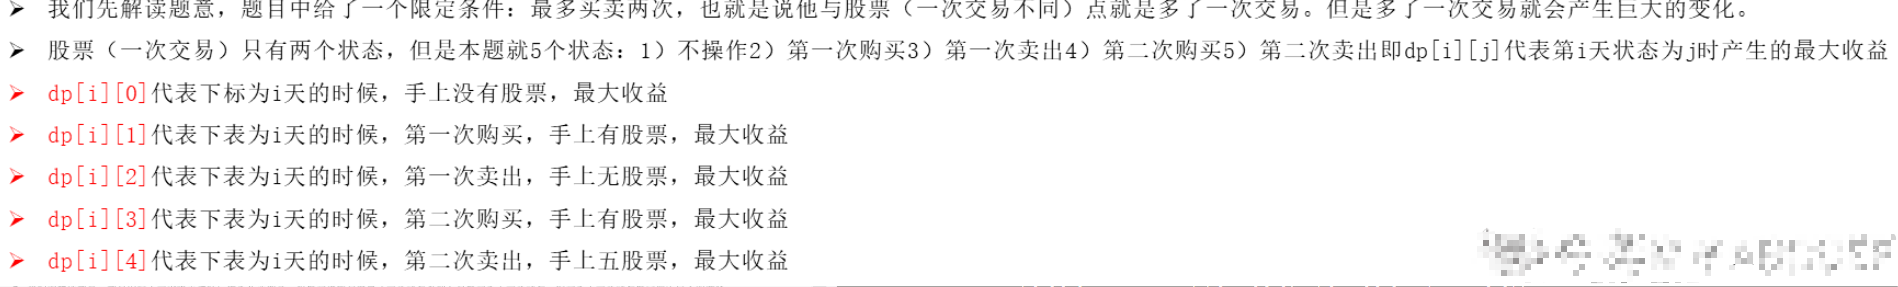 我们先解读题意，题目中给了一个限定条件：最多买卖两次，也就是说他与股票（一次交易不同）点就是多了一次交易。但是多了一次交易就会产生巨大的变化。
股票（一次交易）只有两个状态，但是本题就5个状态：1）不操作2）第一次购买3）第一次卖出4）第二次购买5）第二次卖出即dp[i][j]代表第i天状态为j时产生的最大收益
dp[i][0]代表下标为i天的时候，手上没有股票，最大收益
dp[i][1]代表下表为i天的时候，第一次购买，手上有股票，最大收益
dp[i][2]代表下表为i天的时候，第一次卖出，手上无股票，最大收益
dp[i][3]代表下表为i天的时候，第二次购买，手上有股票，最大收益
dp[i][4]代表下表为i天的时候，第二次卖出，手上五股票，最大收益